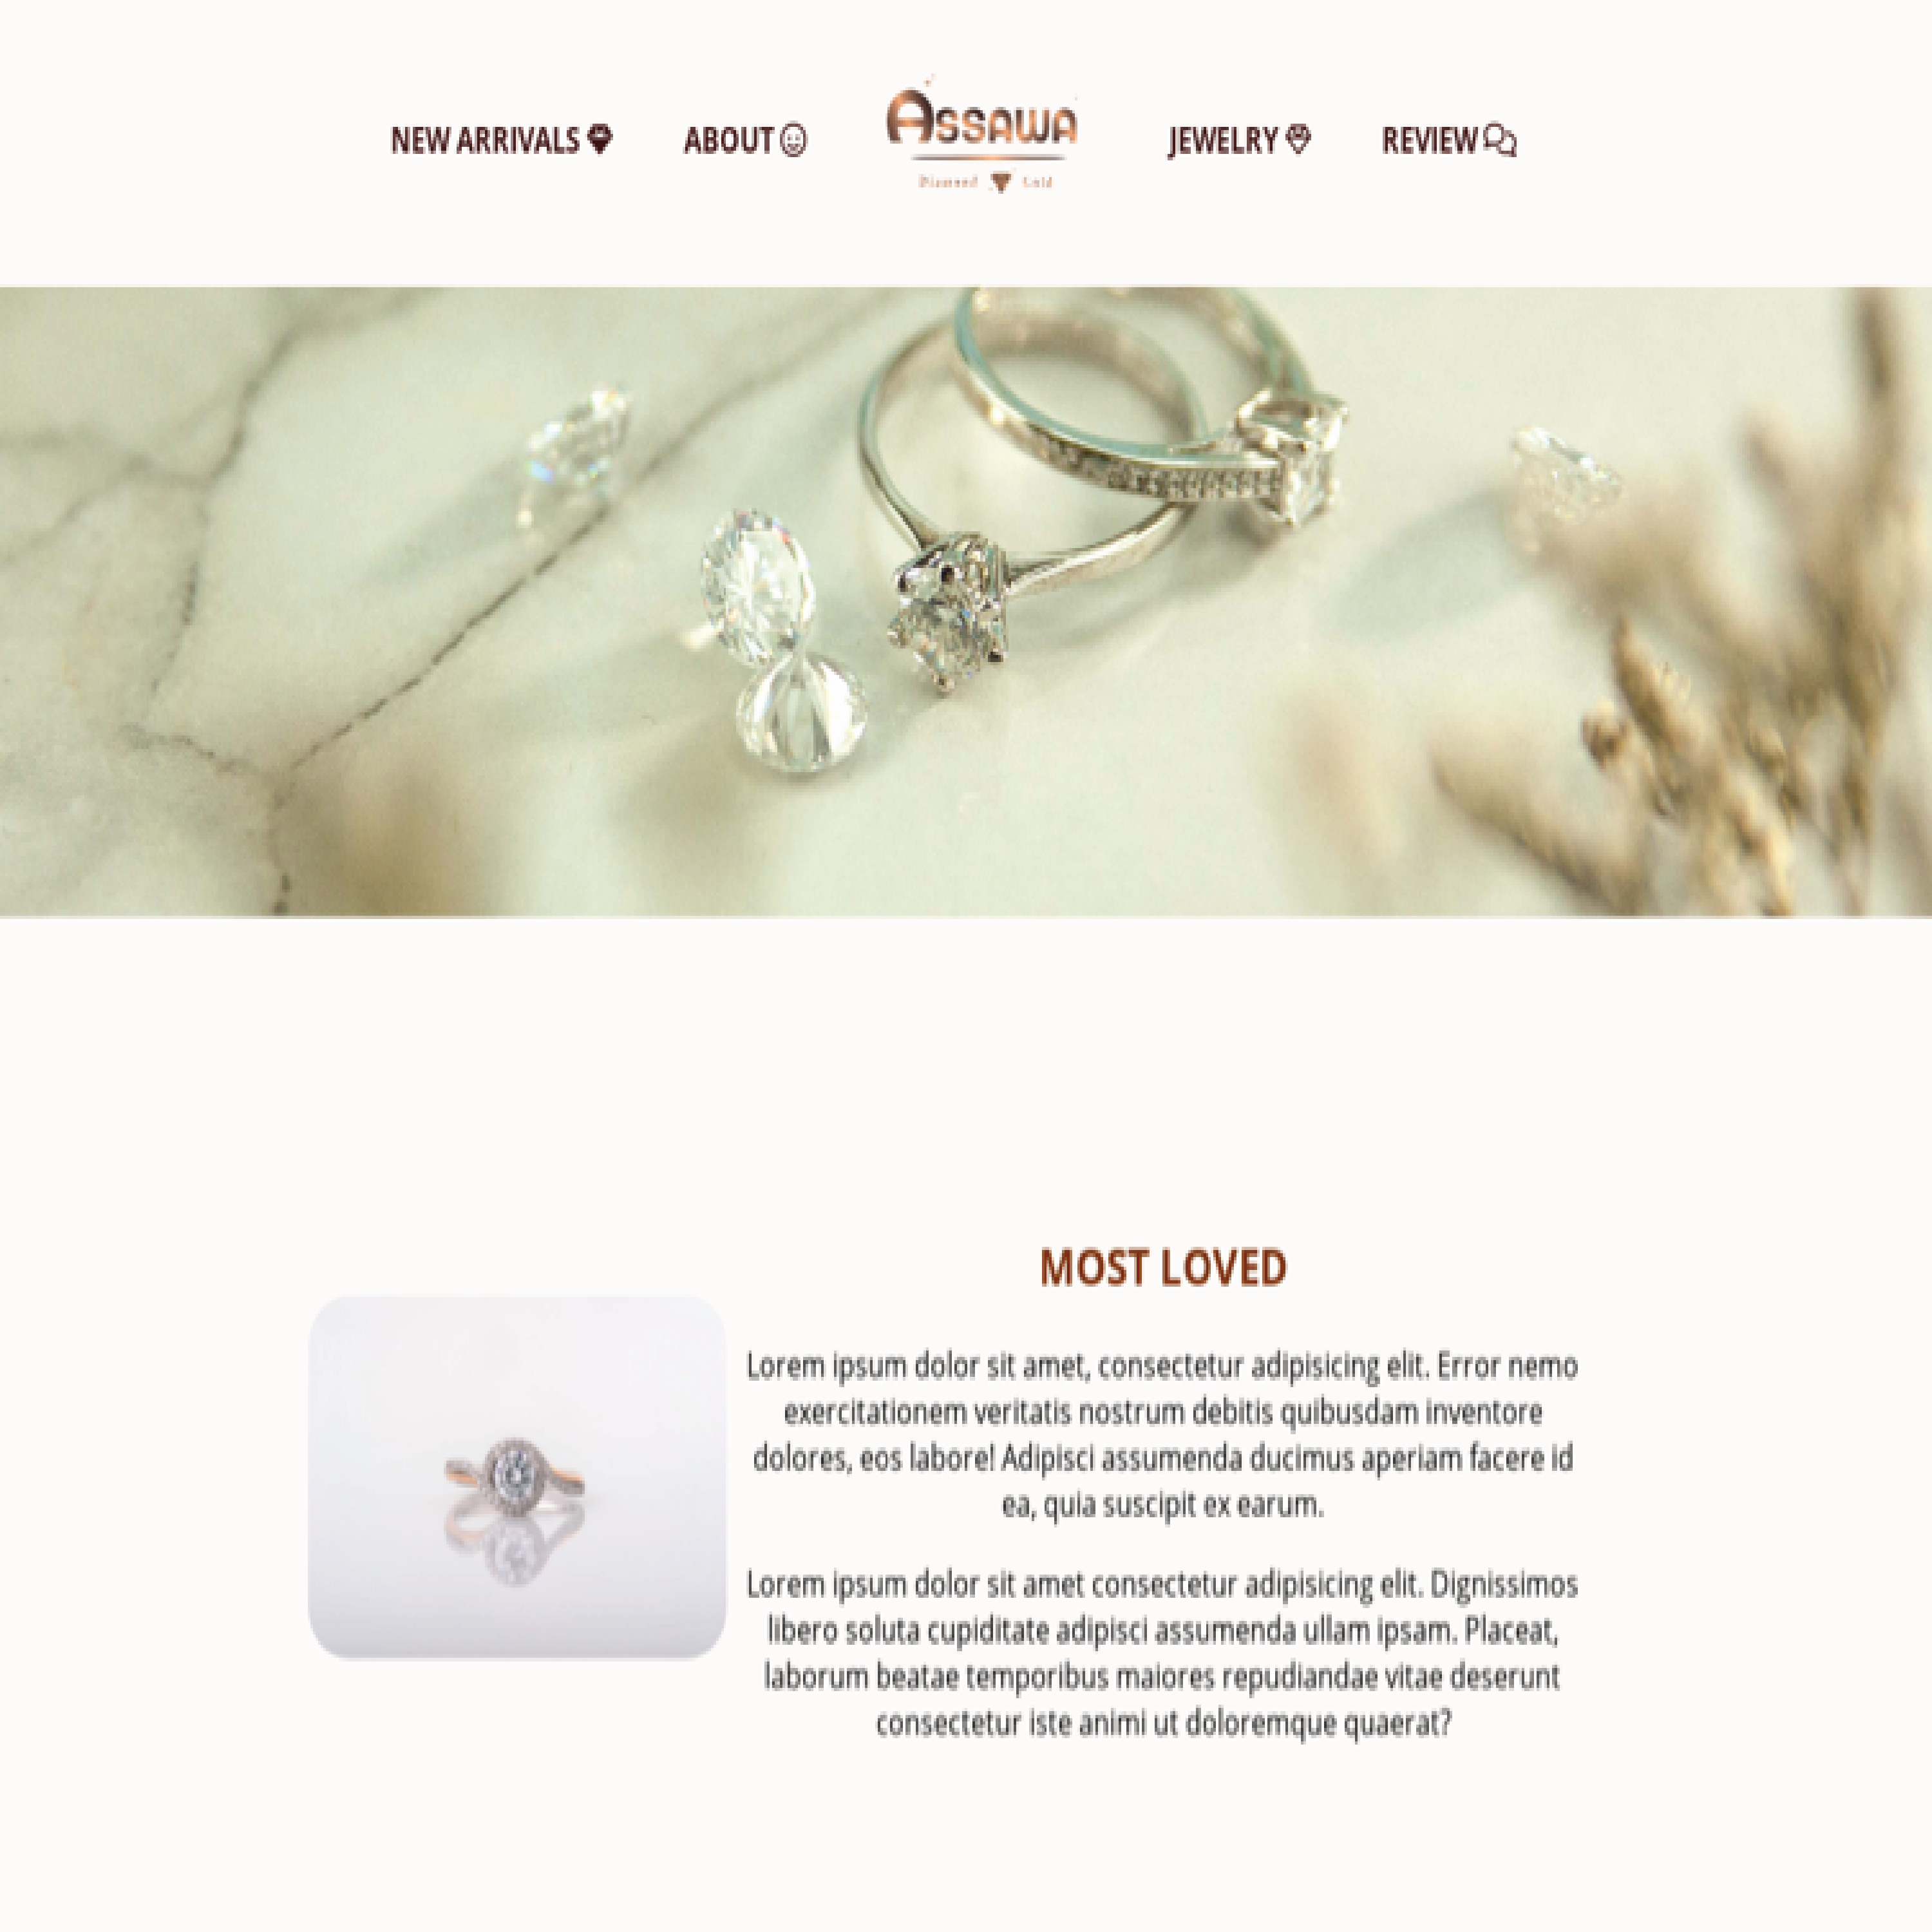 NEW ARRIVALS
ABOUT
ASSAWA
Diamond Gold
JEWELRY
REVIEW
MOST LOVED
Lorem ipsum dolor sit amet, consectetur adipisicing elit. Error nemo
exercitationem veritatis nostrum debitis quibusdam inventore
dolores, eos labore! Adipisci assumenda ducimus aperiam facere id
ea, quia suscipit ex earum.
Lorem ipsum dolor sit amet consectetur adipisicing elit. Dignissimos
libero soluta cupiditate adipisci assumenda ullam ipsam. Placeat,
laborum beatae temporibus maiores repudiandae vitae deserunt
consectetur iste animi ut doloremque quaerat?